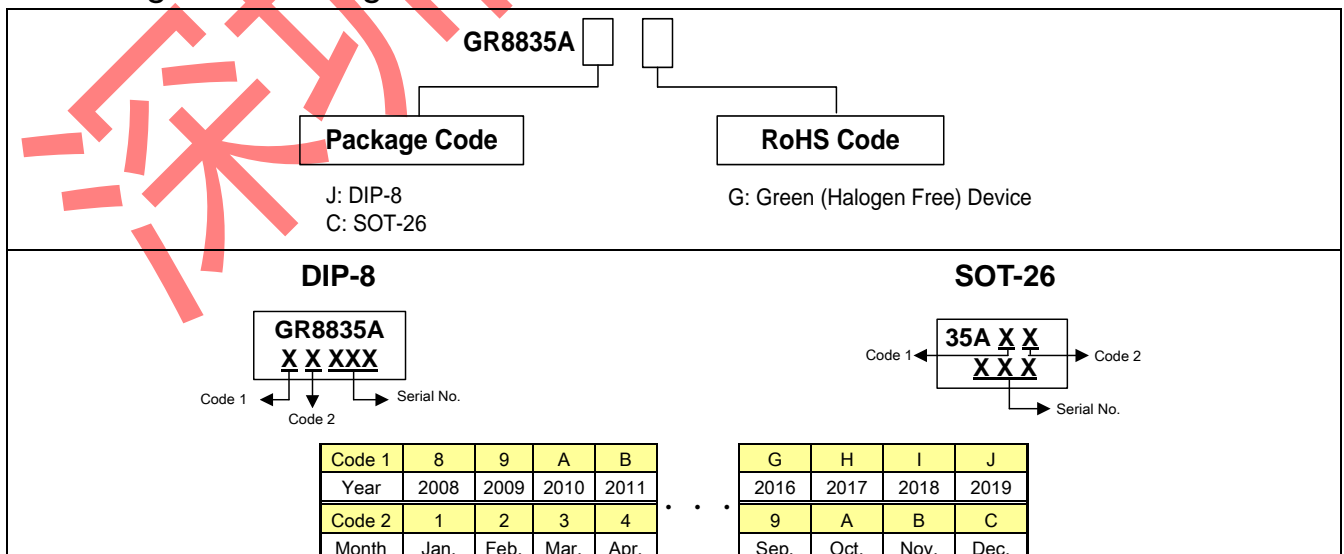 GR8835A
Package Code
RoHS Code
J: DIP-8
C: SOT-26
G: Green (Halogen Free) Device
DIP-8
GR8835A
X X XXX
Code 1
Code 2
Serial No.
SOT-26
35A X X
X X X
Code 1
Code 2
Serial No.
Code 1 8 9 A B . . . G H I J
Year 2008 2009 2010 2011 2016 2017 2018 2019
Code 2 1 2 3 4 9 A B C
Month Jan. Feb. Mar. Apr. Sep. Oct. Nov. Dec.